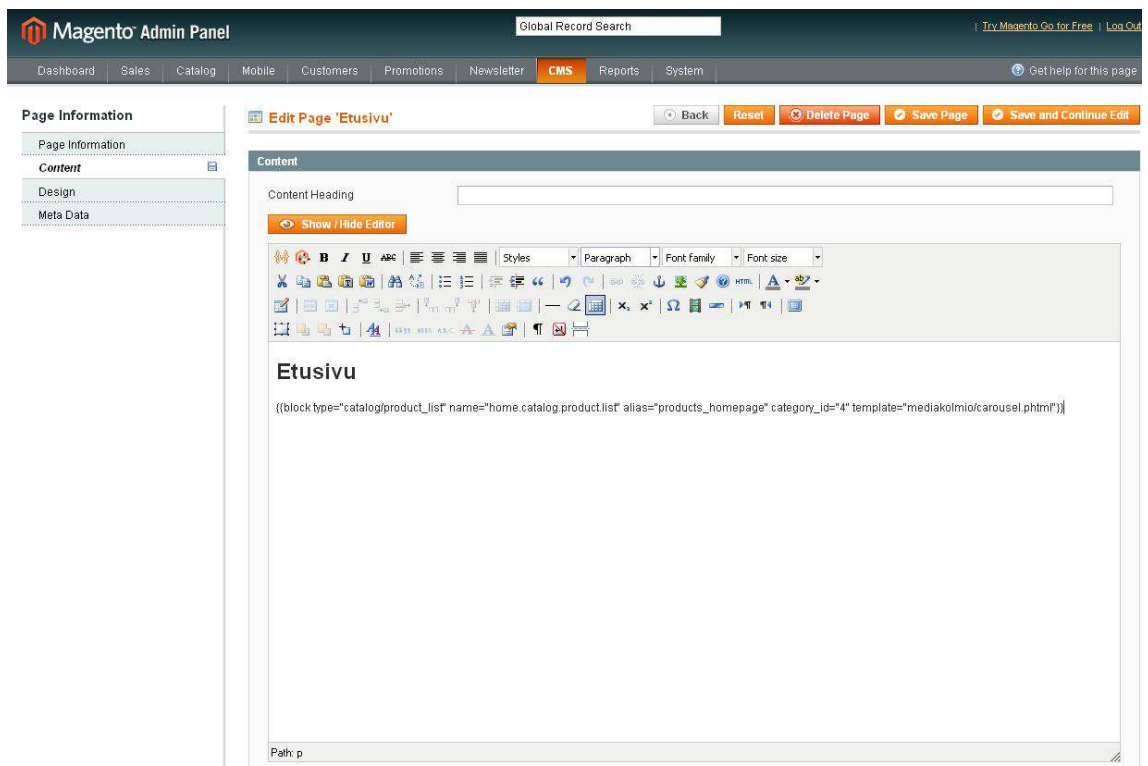 Magento™ Admin Panel
Global Record Search
| Try Magento Go for Free | Log Out
Dashboard Sales Catalog Mobile Customers Promotions Newsletter CMS Reports System
Get help for this page
Page Information
Page Information
Content
Design
Meta Data
Edit Page 'Etusivu'
Back Reset Delete Page Save Page Save and Continue Edit
Content
Content Heading
Show / Hide Editor
B I U ABC Styles Paragraph Font family Font size
HTML A ab
Etusivu
{{block type="catalog/product_list" name="home.catalog.product.list" alias="products_homepage" category_id="4" template="mediakolmio/carousel.phtml"}}
Path: p